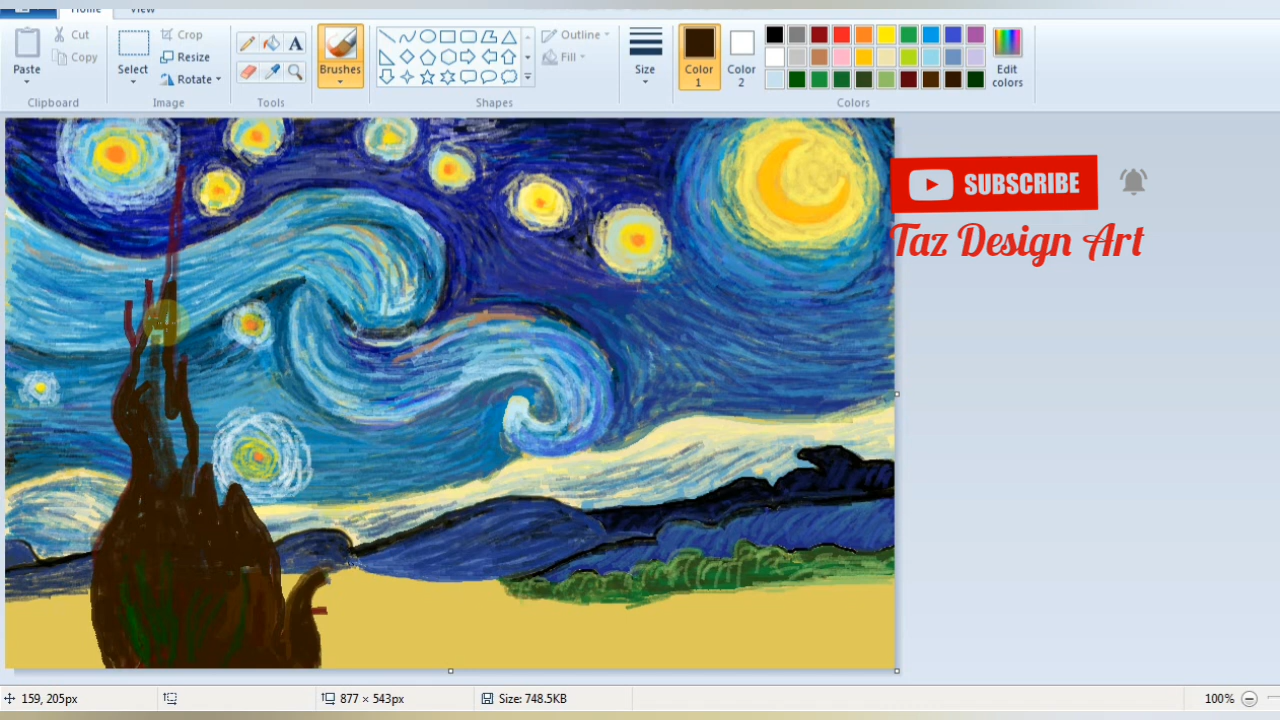 Home View
Paste
Cut
Copy
Clipboard
Select
Crop
Resize
Rotate
Image
A
Tools
Brushes
Shapes
Outline
Fill
Size
Color 1
Color 2
Edit colors
Colors
SUBSCRIBE
Taz Design Art
159, 205px
877 × 543px
Size: 748.5KB
100%